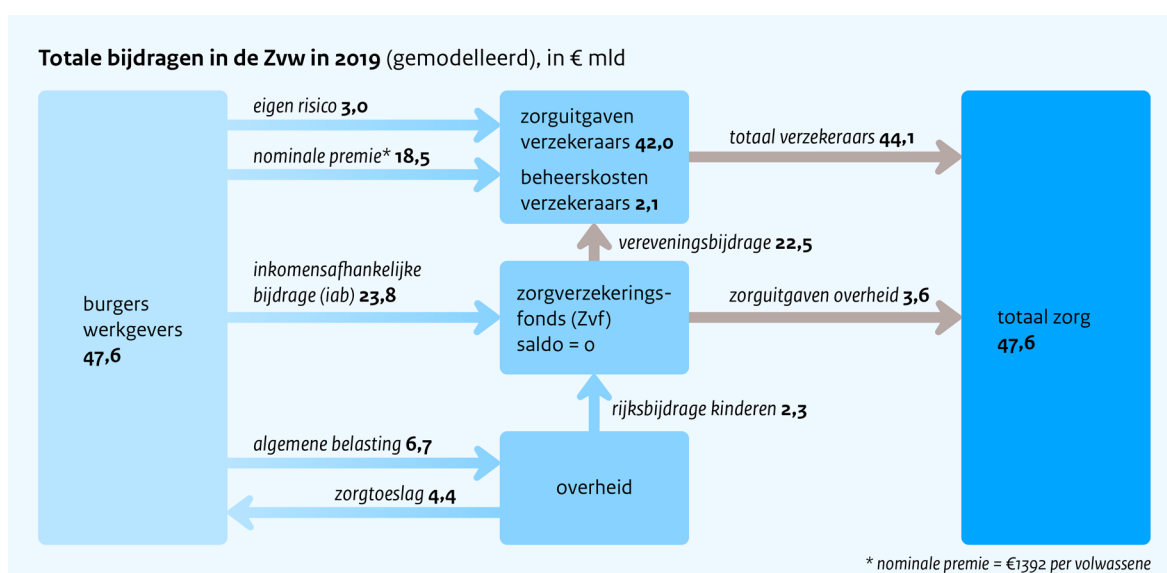 Totale bijdragen in de Zvw in 2019 (gemodelleerd), in € mld
eigen risico 3,0
nominale premie* 18,5
inkomensafhankelijke
bijdrage (iab) 23,8
burgers
werkgevers
47,6
algemene belasting 6,7
zorgtoeslag 4,4
zorguitgaven
verzekeraars 42,0
beheerskosten
verzekeraars 2,1
vereveningsbijdrage 22,5
zorgverzekerings-
fonds (Zvf)
saldo = 0
rijksbijdrage kinderen 2,3
overheid
totaal verzekeraars 44,1
zorguitgaven overheid 3,6
totaal zorg
47,6
* nominale premie = €1392 per volwassene